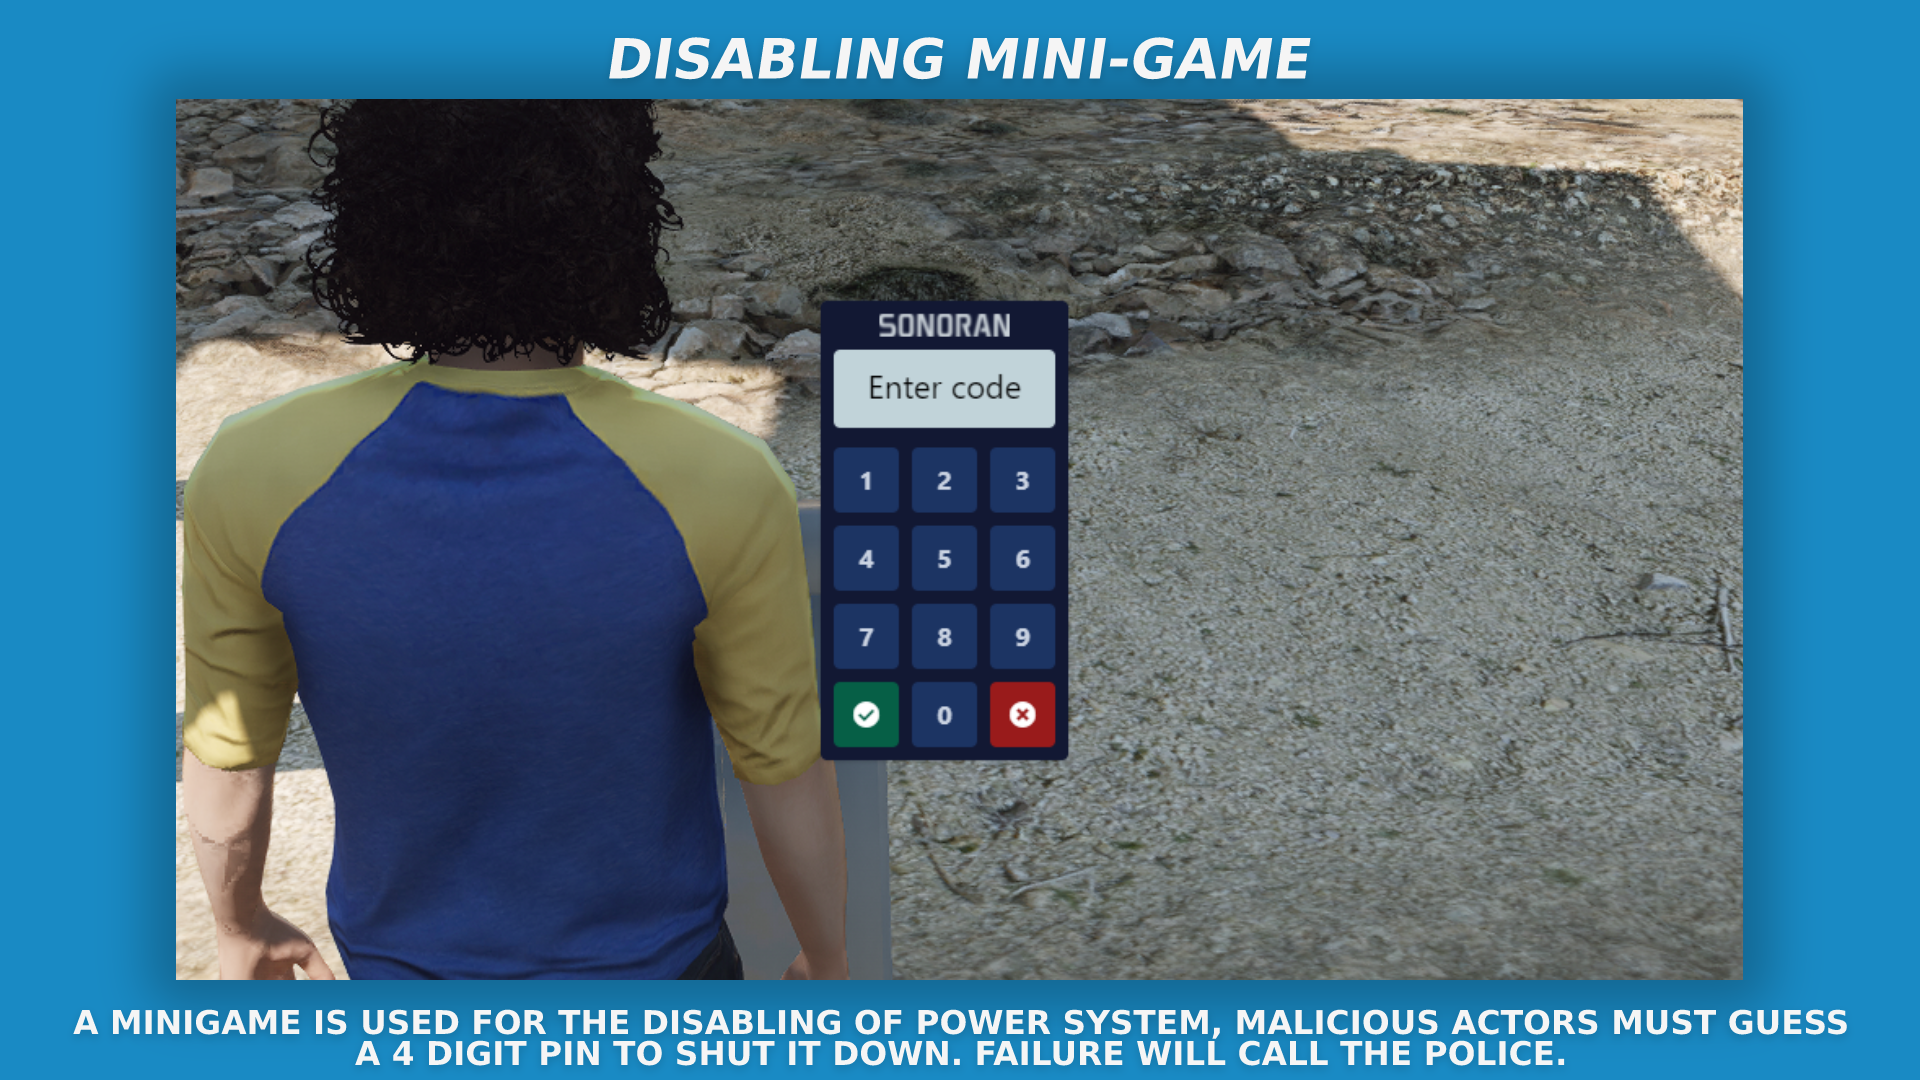 DISABLING MINI-GAME
SONORAN
Enter code
1 2 3
4 5 6
7 8 9
0
A MINIGAME IS USED FOR THE DISABLING OF POWER SYSTEM, MALICIOUS ACTORS MUST GUESS
A 4 DIGIT PIN TO SHUT IT DOWN. FAILURE WILL CALL THE POLICE.